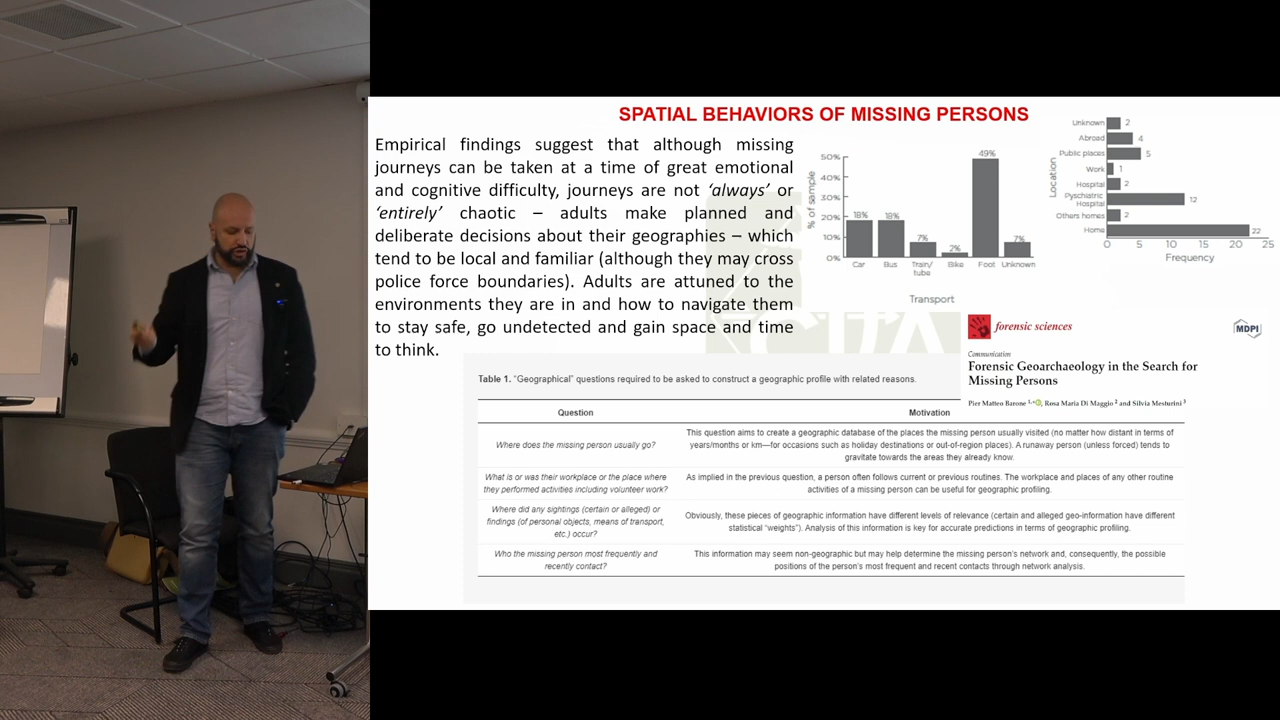 SPATIAL BEHAVIORS OF MISSING PERSONS
Empirical findings suggest that although missing
journeys can be taken at a time of great emotional
and cognitive difficulty, journeys are not ‘always’ or
‘entirely’ chaotic – adults make planned and
deliberate decisions about their geographies – which
tend to be local and familiar (although they may cross
police force boundaries). Adults are attuned to the
environments they are in and how to navigate them
to stay safe, go undetected and gain space and time
to think.
% of sample
50%
40%
30%
20%
10%
0%
18%
18%
7%
2%
49%
7%
Car
Bus
Train/
tube
Bike
Foot
Unknown
Transport
Location
Unknown 2
Abroad 4
Public places 5
Work 1
Hospital 2
Pyschiatric
Hospital 12
Others homes 2
Home 22
0 5 10 15 20 25
Frequency
forensic sciences
MDPI
Communication
Forensic Geoarchaeology in the Search for
Missing Persons
Pier Matteo Barone 1,*, Rosa Maria Di Maggio 2 and Silvia Mesturini 3
Table 1. “Geographical” questions required to be asked to construct a geographic profile with related reasons.
Question
Motivation
Where does the missing person usually go?
This question aims to create a geographic database of the places the missing person usually visited (no matter how distant in terms of
years/months or km—for occasions such as holiday destinations or out-of-region places). A runaway person (unless forced) tends to
gravitate towards the areas they already know.
What is or was their workplace or the place where
they performed activities including volunteer work?
As implied in the previous question, a person often follows current or previous routines. The workplace and places of any other routine
activities of a missing person can be useful for geographic profiling.
Where did any sightings (certain or alleged) or
findings (of personal objects, means of transport,
etc.) occur?
Obviously, these pieces of geographic information have different levels of relevance (certain and alleged geo-information have different
statistical “weights”). Analysis of this information is key for accurate predictions in terms of geographic profiling.
Who the missing person most frequently and
recently contact?
This information may seem non-geographic but may help determine the missing person’s network and, consequently, the possible
positions of the person’s most frequent and recent contacts through network analysis.